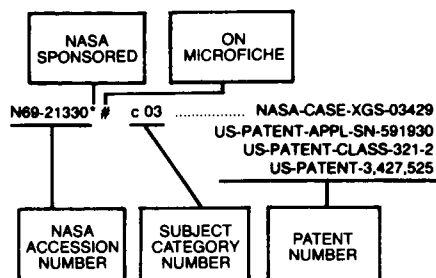 NASA
SPONSORED
ON
MICROFICHE
N69-21330* # c 03 .................. NASA-CASE-XGS-03429
US-PATENT-APPL-SN-591930
US-PATENT-CLASS-321-2
US-PATENT-3,427,525
NASA
ACCESSION
NUMBER
SUBJECT
CATEGORY
NUMBER
PATENT
NUMBER